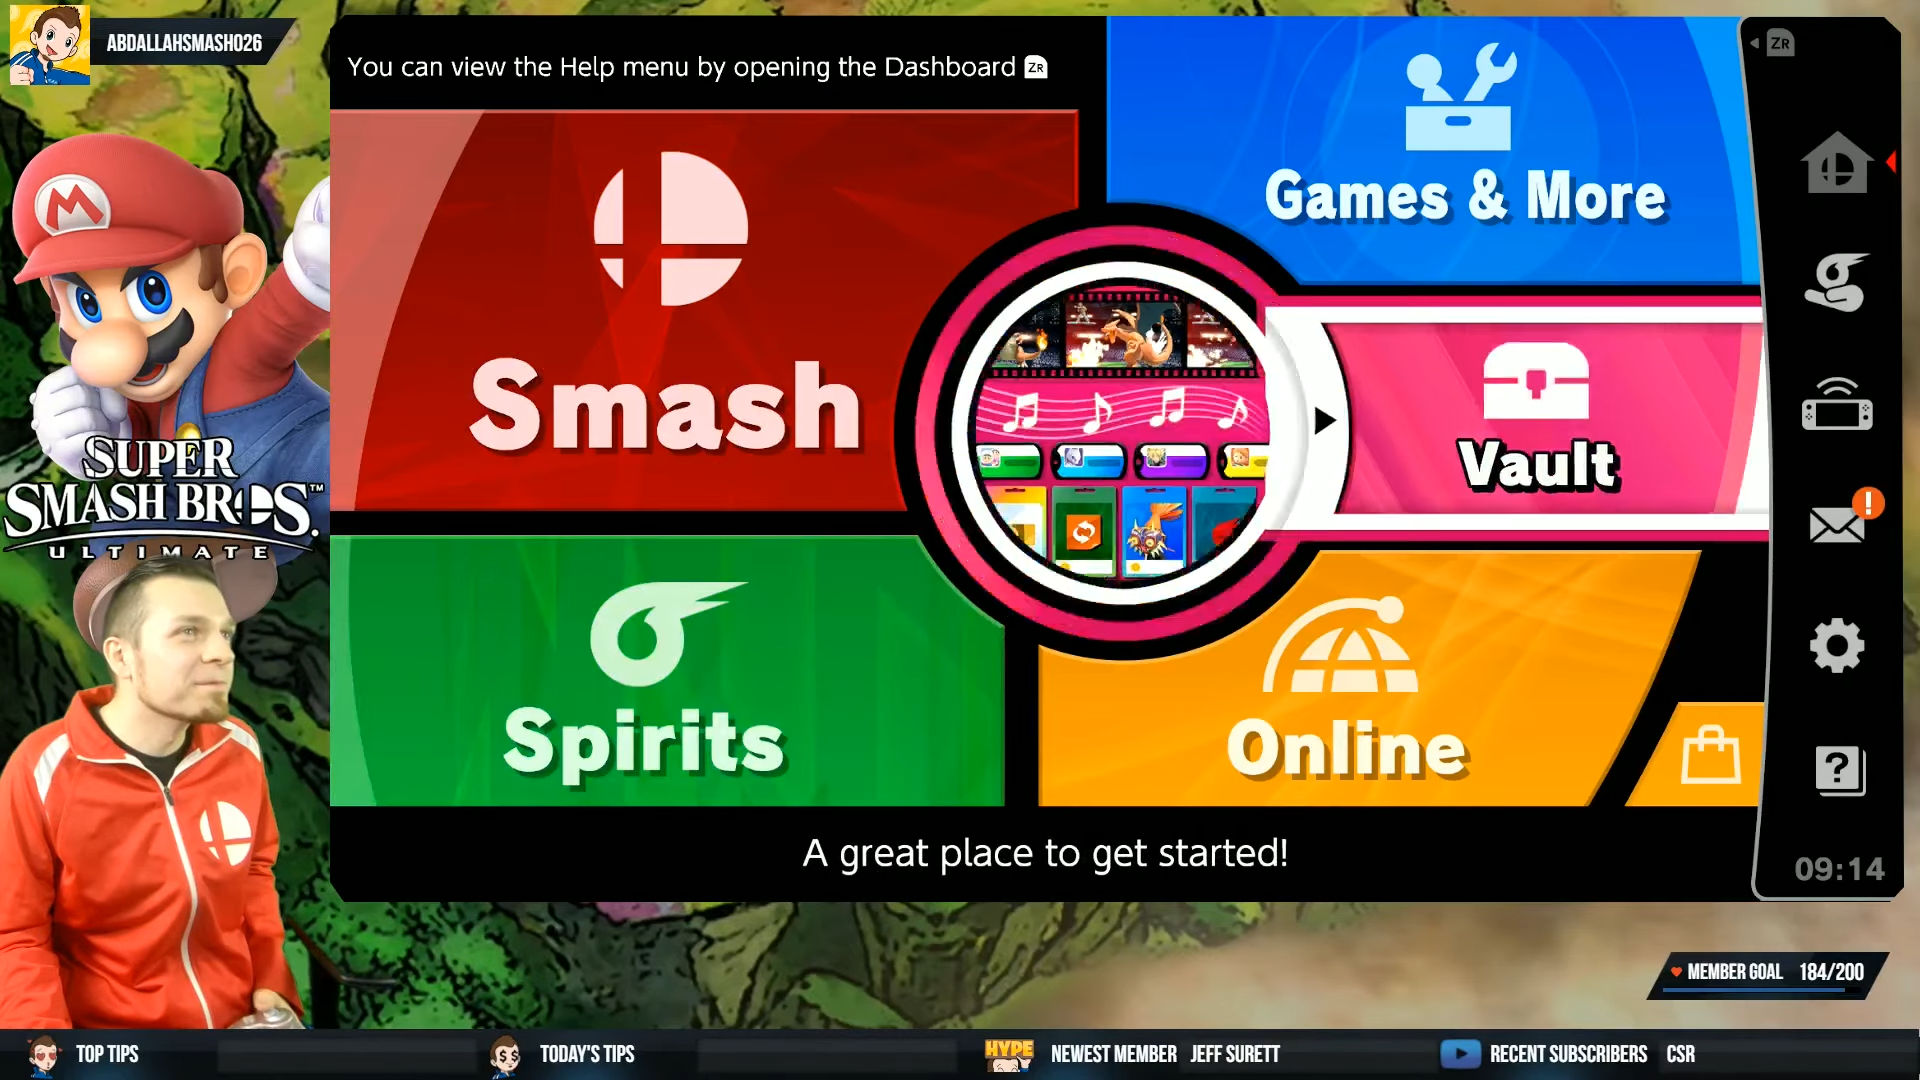 ABDALLAHSMASH026
You can view the Help menu by opening the Dashboard ZR
ZR
Games & More
Smash
Vault
SUPER
SMASH BROS.™
ULTIMATE
Spirits
Online
A great place to get started!
09:14
MEMBER GOAL 184/200
TOP TIPS
TODAY'S TIPS
HYPE
NEWEST MEMBER JEFF SURETT
RECENT SUBSCRIBERS CSR